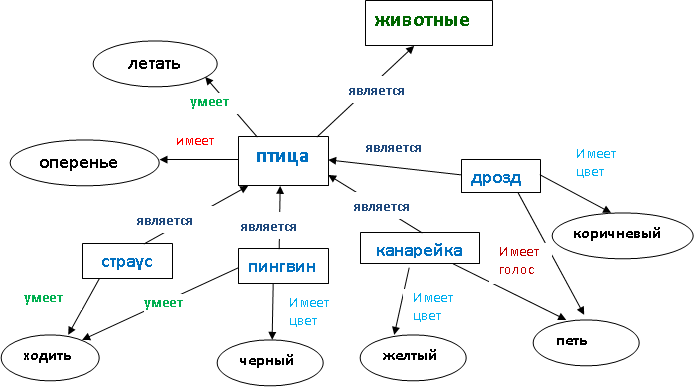 животные
летать
является
умеет
имеет
птица
является
оперенье
Имеет
цвет
дрозд
является
является
является
коричневый
страус
пингвин
канарейка
Имеет
голос
умеет
умеет
Имеет
цвет
Имеет
цвет
ходить
черный
желтый
петь